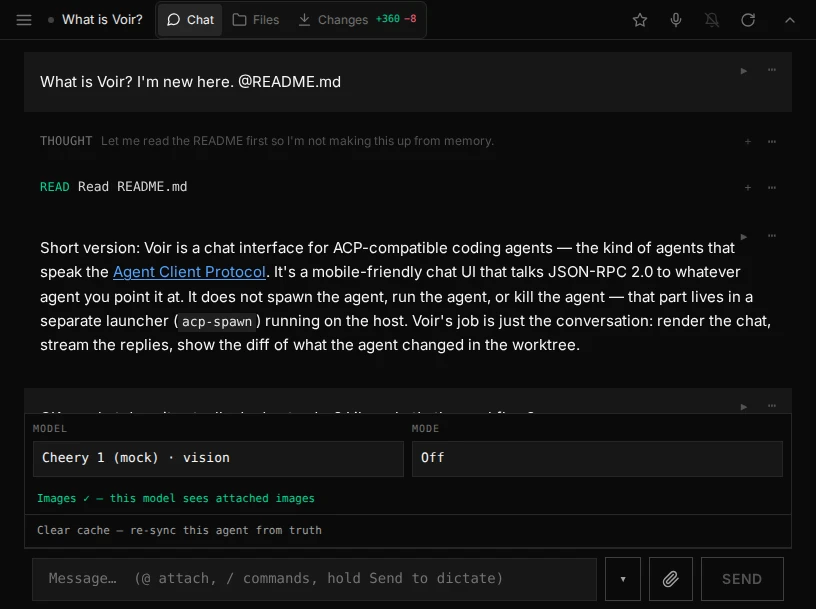 What is Voir?
Chat
Files
Changes +360 −8
What is Voir? I'm new here. @README.md
THOUGHT Let me read the README first so I'm not making this up from memory.
READ Read README.md
Short version: Voir is a chat interface for ACP-compatible coding agents — the kind of agents that
speak the Agent Client Protocol. It's a mobile-friendly chat UI that talks JSON-RPC 2.0 to whatever
agent you point it at. It does not spawn the agent, run the agent, or kill the agent — that part lives in a
separate launcher (acp-spawn) running on the host. Voir's job is just the conversation: render the chat,
stream the replies, show the diff of what the agent changed in the worktree.
MODEL
Cheery 1 (mock) · vision
MODE
Off
Images ✓ — this model sees attached images
Clear cache — re-sync this agent from truth
Message… (@ attach, / commands, hold Send to dictate)
SEND